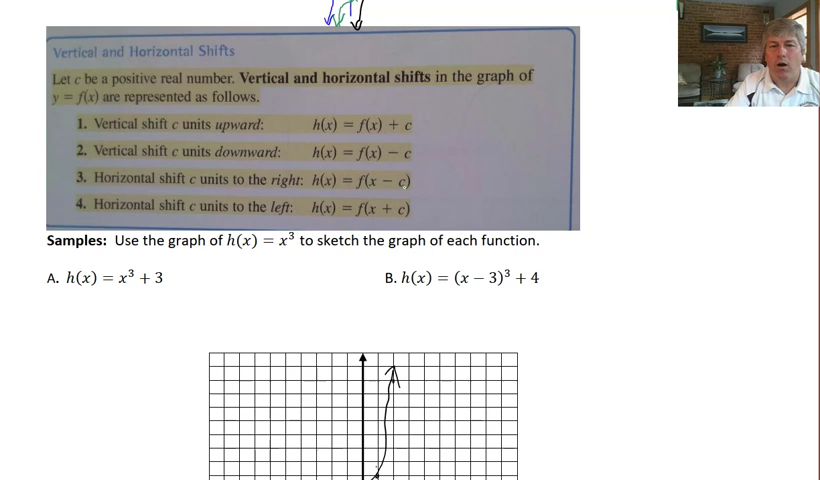 Vertical and Horizontal Shifts
Let c be a positive real number. Vertical and horizontal shifts in the graph of
y = f(x) are represented as follows.
1. Vertical shift c units upward: h(x) = f(x) + c
2. Vertical shift c units downward: h(x) = f(x) − c
3. Horizontal shift c units to the right: h(x) = f(x − c)
4. Horizontal shift c units to the left: h(x) = f(x + c)
Samples: Use the graph of h(x) = x³ to sketch the graph of each function.
A. h(x) = x³ + 3
B. h(x) = (x − 3)³ + 4